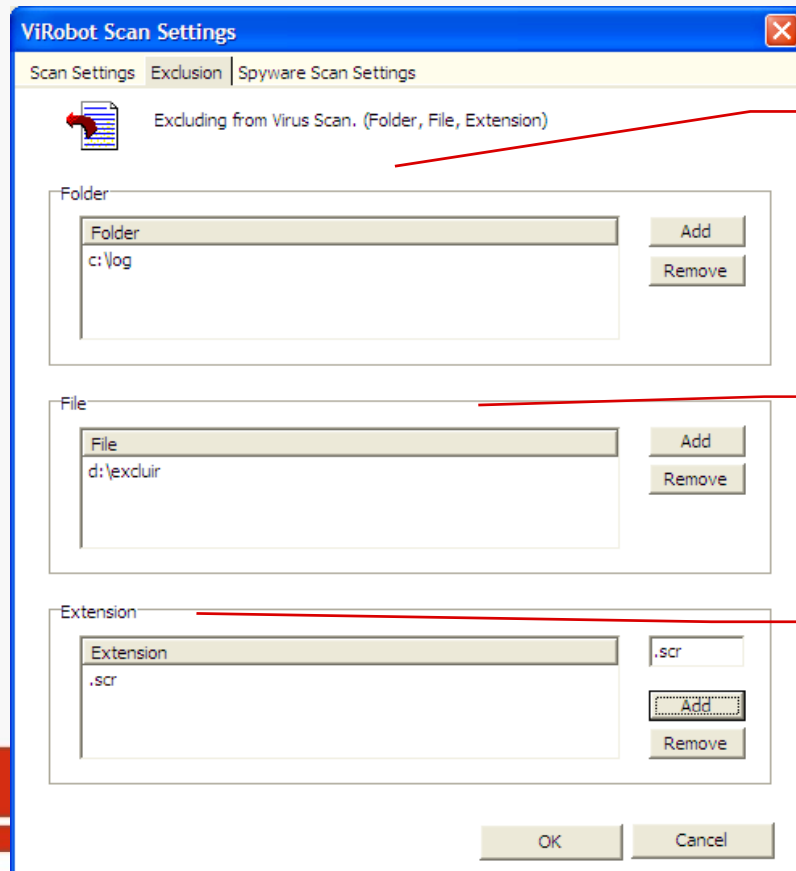 ViRobot Scan Settings
Scan Settings Exclusion Spyware Scan Settings
Excluding from Virus Scan. (Folder, File, Extension)
Folder
Folder
Add
c:\log
Remove
File
File
Add
d:\excluir
Remove
Extension
Extension
.scr
.scr
Add
Remove
OK
Cancel